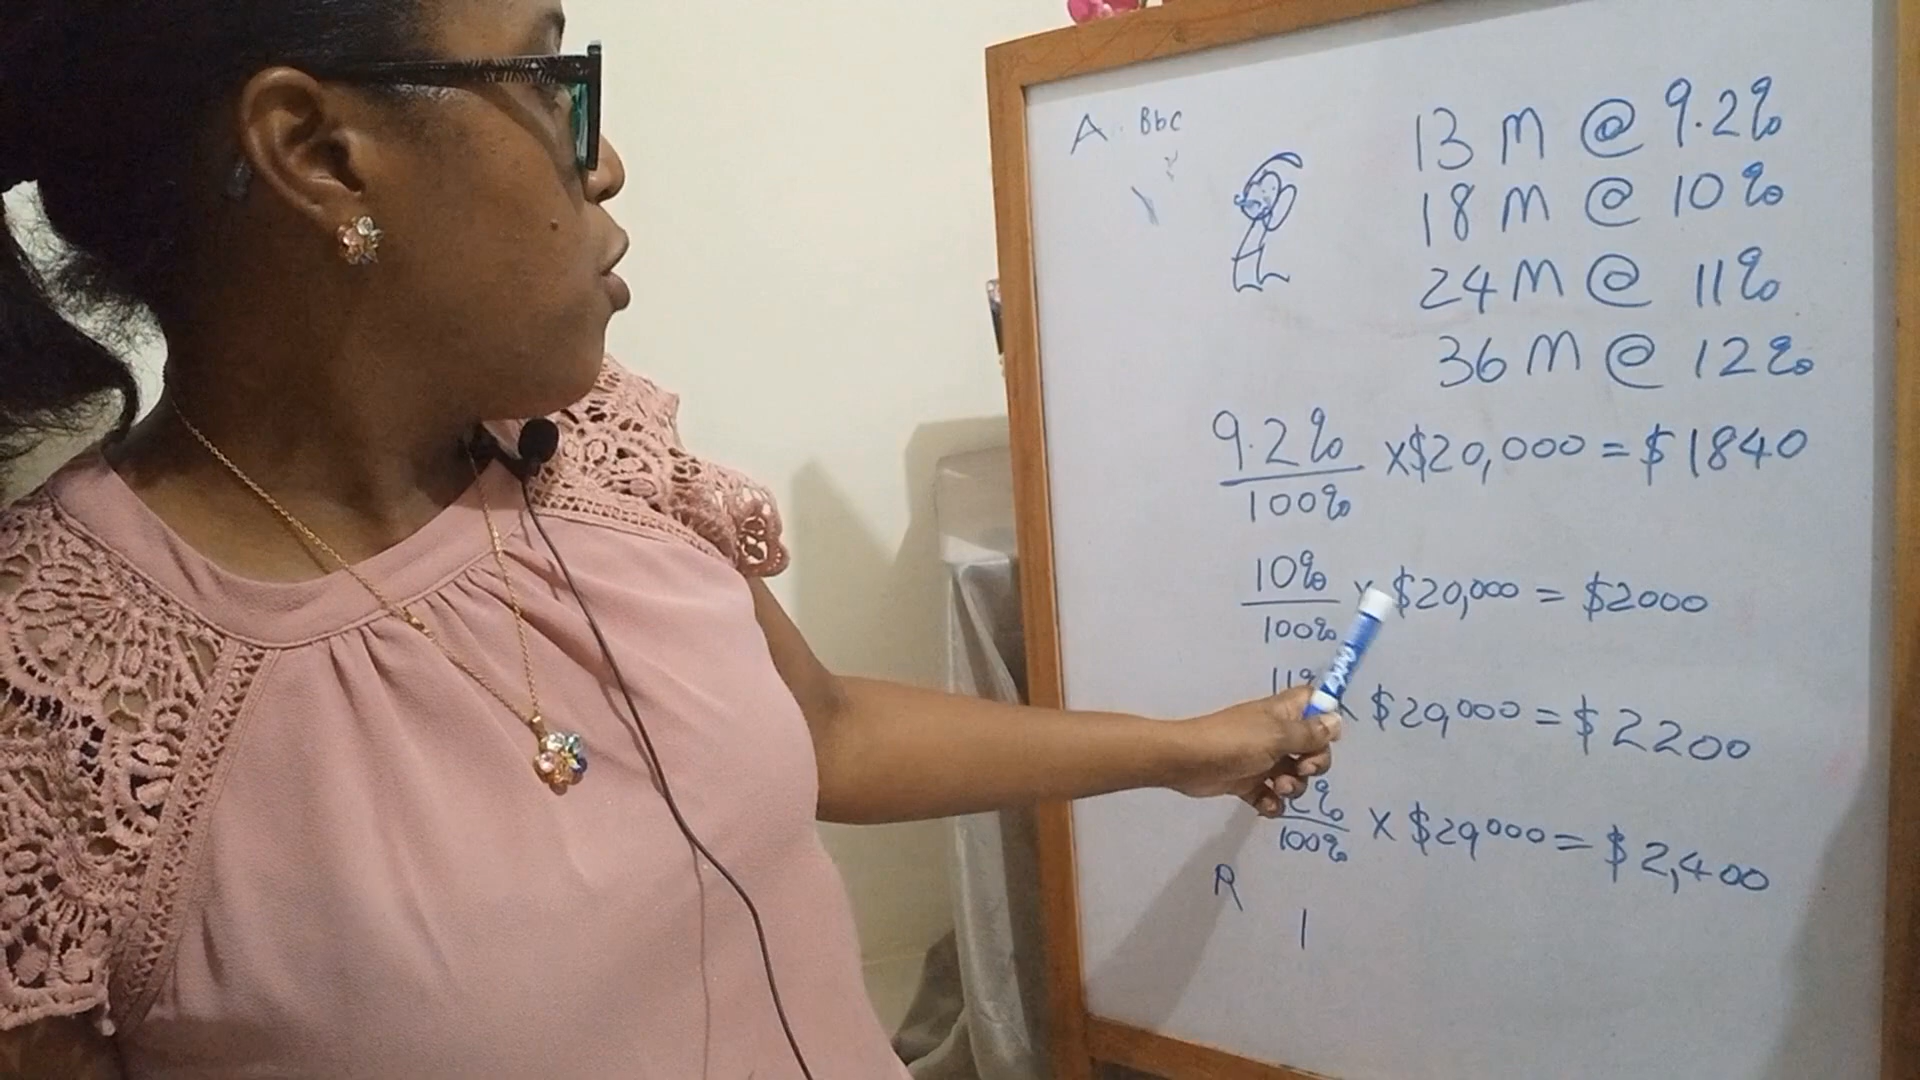 A. Bbc
13 M @ 9.2%
18 M @ 10%
24 M @ 11%
36 M @ 12%
9.2%
100%
x $20,000 = $1840
10%
100%
x $20,000 = $2000
11%
x $20,000 = $2200
2%
100%
x $20,000 = $2,400
R
1